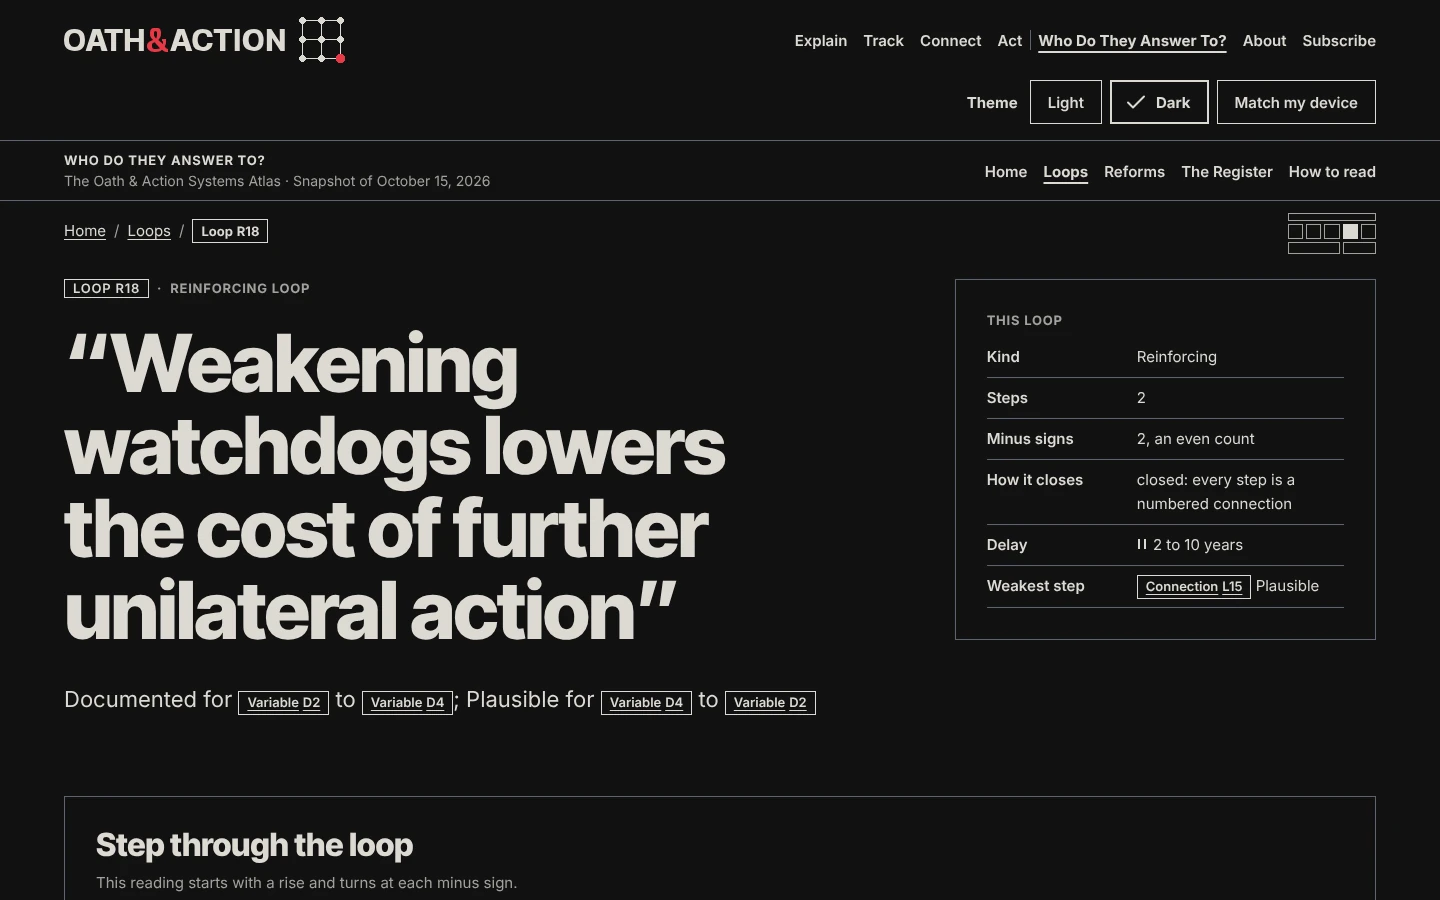 OATH&ACTION
Explain Track Connect Act Who Do They Answer To? About Subscribe
Theme Light Dark Match my device
WHO DO THEY ANSWER TO?
The Oath & Action Systems Atlas · Snapshot of October 15, 2026
Home Loops Reforms The Register How to read
Home / Loops / Loop R18
LOOP R18 · REINFORCING LOOP
“Weakening
watchdogs lowers
the cost of further
unilateral action”
Documented for Variable D2 to Variable D4; Plausible for Variable D4 to Variable D2
THIS LOOP
Kind Reinforcing
Steps 2
Minus signs 2, an even count
How it closes closed: every step is a
numbered connection
Delay 2 to 10 years
Weakest step Connection L15 Plausible
Step through the loop
This reading starts with a rise and turns at each minus sign.